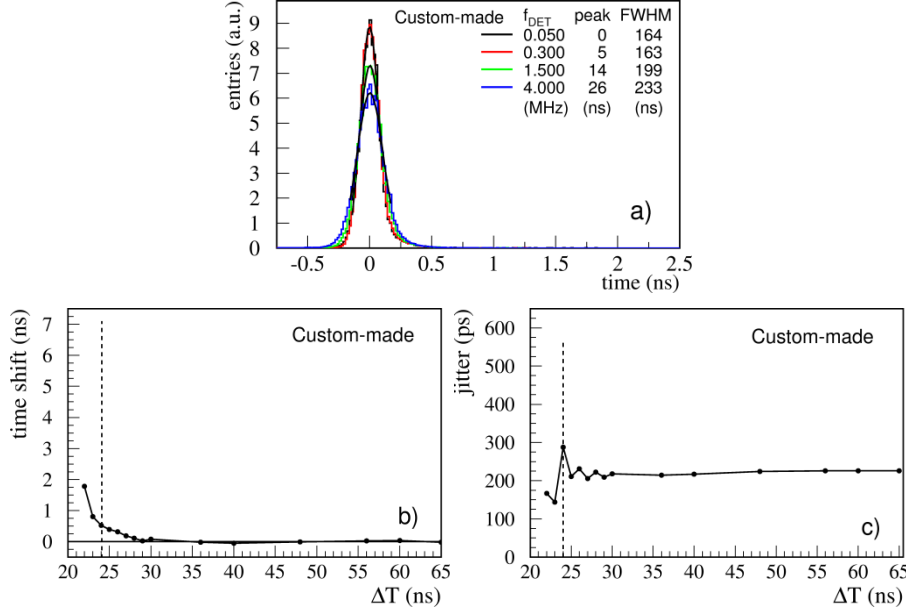 Custom-made f_DET peak FWHM
0.050 0 164
0.300 5 163
1.500 14 199
4.000 26 233
(MHz) (ns) (ns)
entries (a.u.)
9
8
7
6
5
4
3
2
1
0
a)
-0.5 0 0.5 1 1.5 2 2.5
time (ns)
time shift (ns)
7
6
5
4
3
2
1
0
Custom-made
b)
20 25 30 35 40 45 50 55 60 65
ΔT (ns)
jitter (ps)
600
500
400
300
200
100
0
Custom-made
c)
20 25 30 35 40 45 50 55 60 65
ΔT (ns)